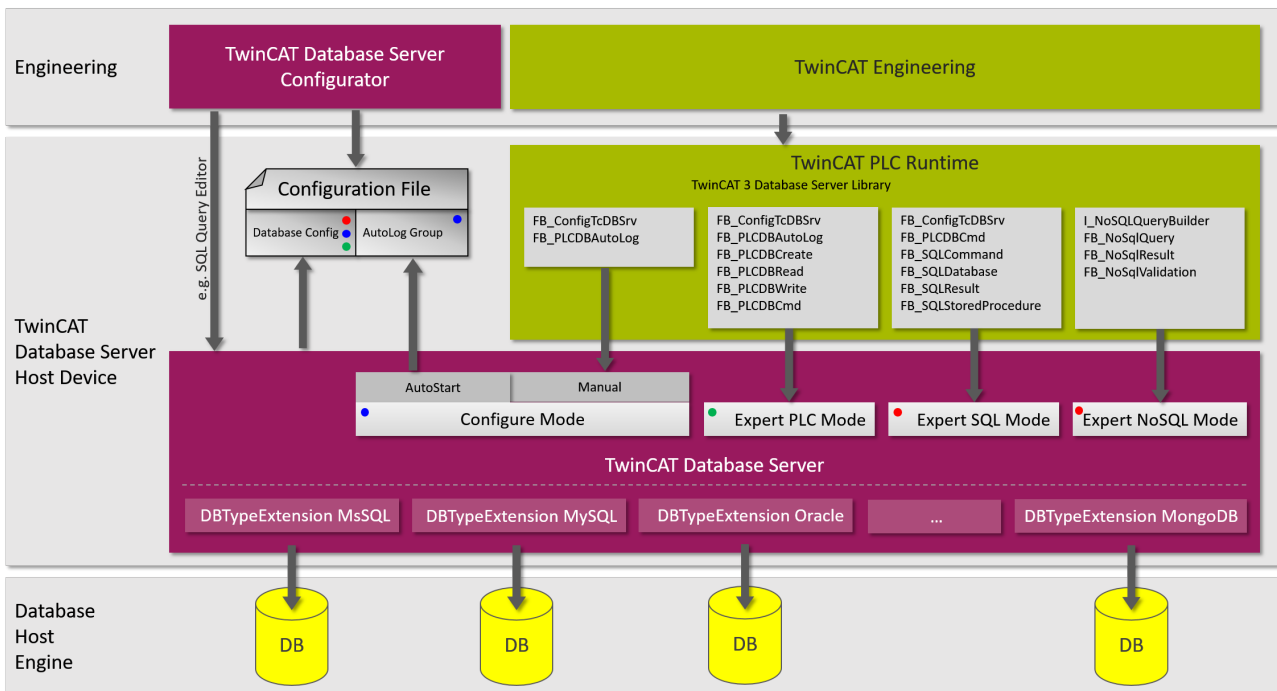 Engineering
TwinCAT Database Server
Configurator
TwinCAT Engineering
TwinCAT
Database Server
Host Device
e.g. SQL Query Editor
Configuration File
Database Config
AutoLog Group
TwinCAT PLC Runtime
TwinCAT 3 Database Server Library
FB_ConfigTcDBSrv
FB_PLCDBAutoLog
FB_ConfigTcDBSrv
FB_PLCDBAutoLog
FB_PLCDBCreate
FB_PLCDBRead
FB_PLCDBWrite
FB_PLCDBCmd
FB_ConfigTcDBSrv
FB_PLCDBCmd
FB_SQLCommand
FB_SQLDatabase
FB_SQLResult
FB_SQLStoredProcedure
I_NoSQLQueryBuilder
FB_NoSqlQuery
FB_NoSqlResult
FB_NoSqlValidation
AutoStart
Manual
Configure Mode
Expert PLC Mode
Expert SQL Mode
Expert NoSQL Mode
TwinCAT Database Server
DBTypeExtension MsSQL
DBTypeExtension MySQL
DBTypeExtension Oracle
...
DBTypeExtension MongoDB
Database
Host
Engine
DB
DB
DB
DB